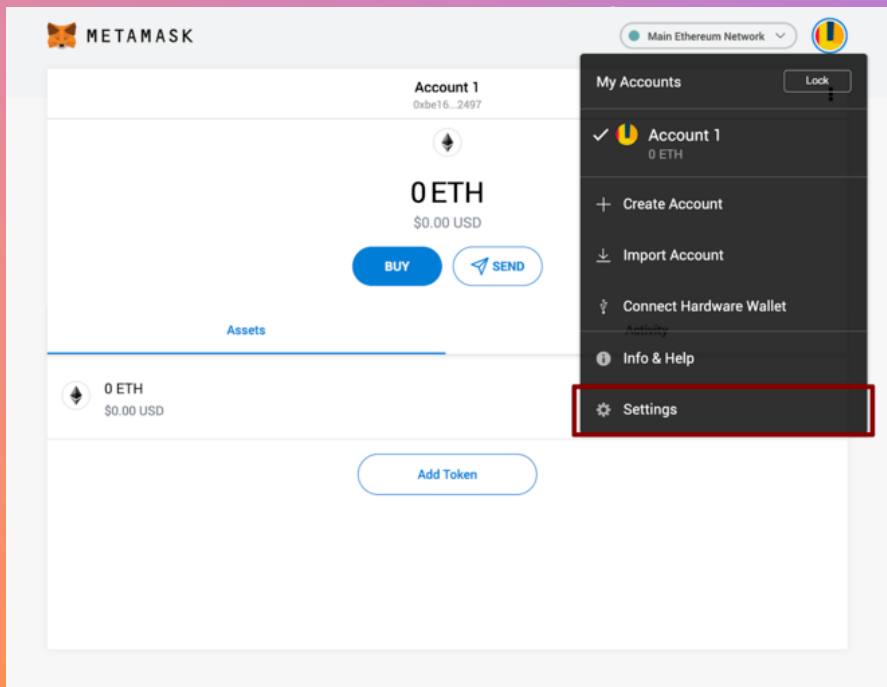 METAMASK
Main Ethereum Network
Account 1
0xbe16...2497
My Accounts
Lock
Account 1
0 ETH
0 ETH
$0.00 USD
BUY
SEND
Create Account
Import Account
Connect Hardware Wallet
Assets
Activity
Info & Help
0 ETH
$0.00 USD
Settings
Add Token